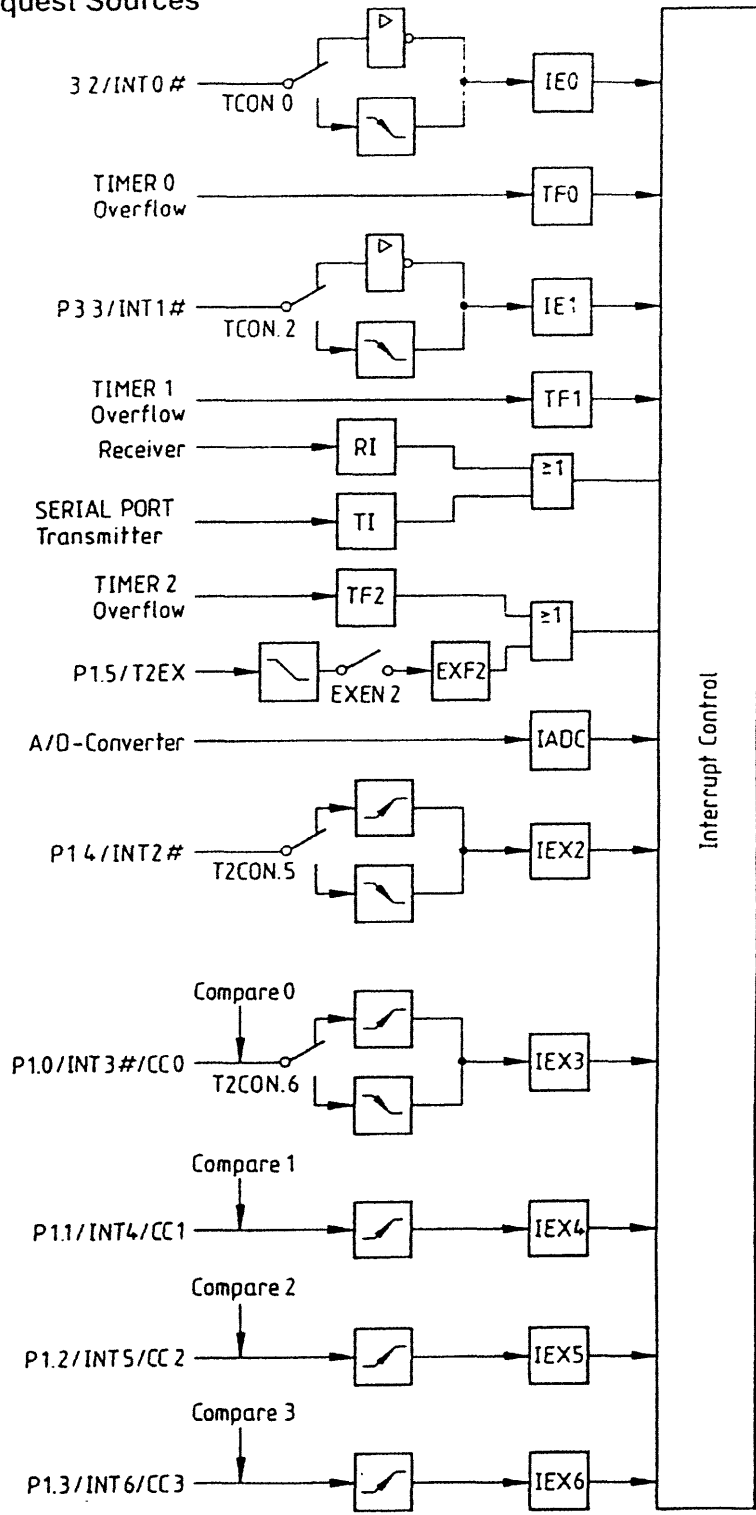 quest Sources
3 2/INT0#
TCON 0
IE0
TIMER 0
Overflow
TF0
P3 3/INT1#
TCON.2
IE1
TIMER 1
Overflow
TF1
Receiver
RI
≥1
SERIAL PORT
Transmitter
TI
TIMER 2
Overflow
TF2
≥1
P1.5/T2EX
EXEN 2
EXF2
A/D-Converter
IADC
Interrupt Control
P1 4/INT2#
T2CON.5
IEX2
Compare 0
P1.0/INT3#/CC0
T2CON.6
IEX3
Compare 1
P1.1/INT4/CC1
IEX4
Compare 2
P1.2/INT5/CC2
IEX5
Compare 3
P1.3/INT6/CC3
IEX6